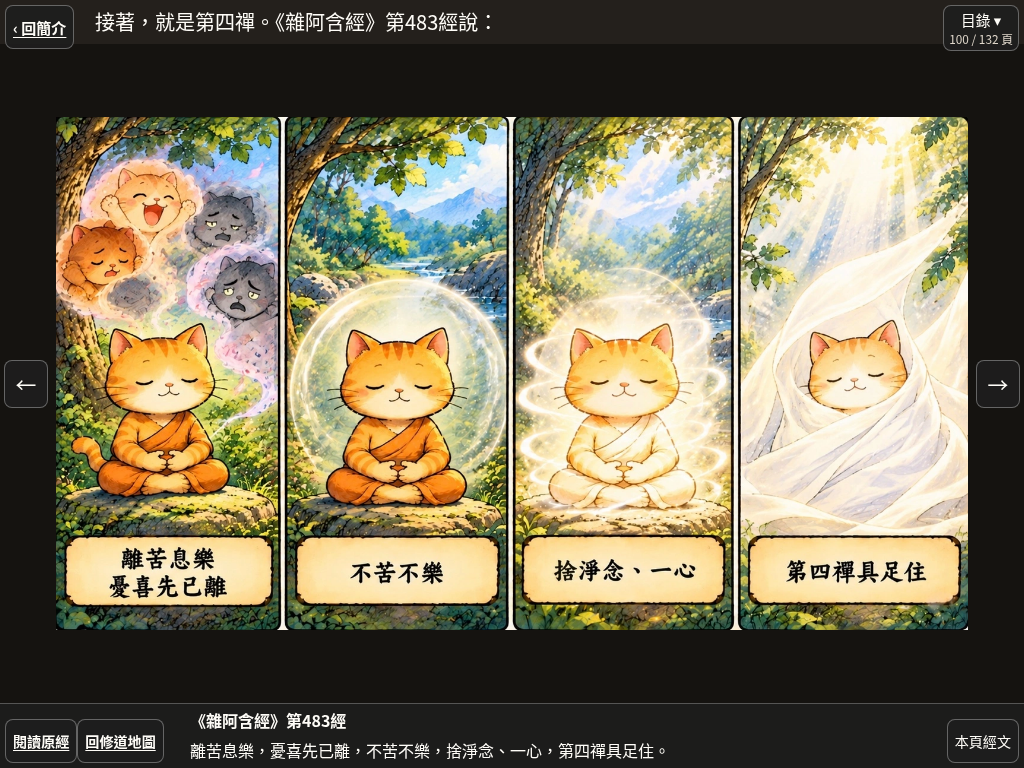 ‹ 回簡介
接著，就是第四禪。《雜阿含經》第483經說：
目錄 ▾
100 / 132 頁
←
→
離苦息樂
憂喜先已離
不苦不樂
捨淨念、一心
第四禪具足住
閱讀原經
回修道地圖
《雜阿含經》第483經
離苦息樂，憂喜先已離，不苦不樂，捨淨念、一心，第四禪具足住。
本頁經文